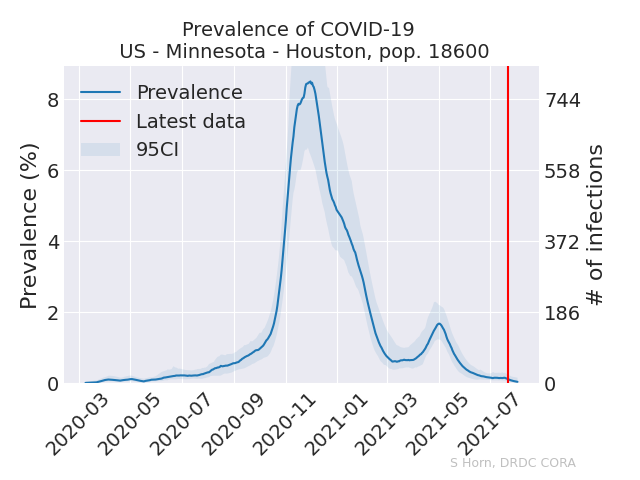 Prevalence of COVID-19
US - Minnesota - Houston, pop. 18600
Prevalence
Latest data
95CI
Prevalence (%)
8
6
4
2
0
744
558
372
186
0
# of infections
2020-03
2020-05
2020-07
2020-09
2020-11
2021-01
2021-03
2021-05
2021-07
S Horn, DRDC CORA